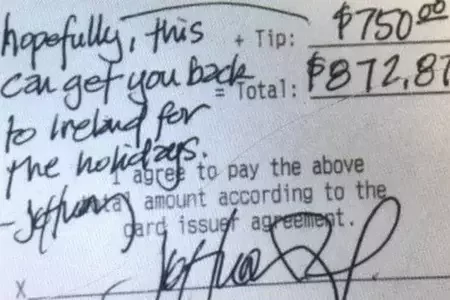 hopefully, this
+ Tip: $750.00
can get you back
= Total: $872.87
to Ireland for
the holidays.
I agree to pay the above
total amount according to the
card issuer agreement.
X